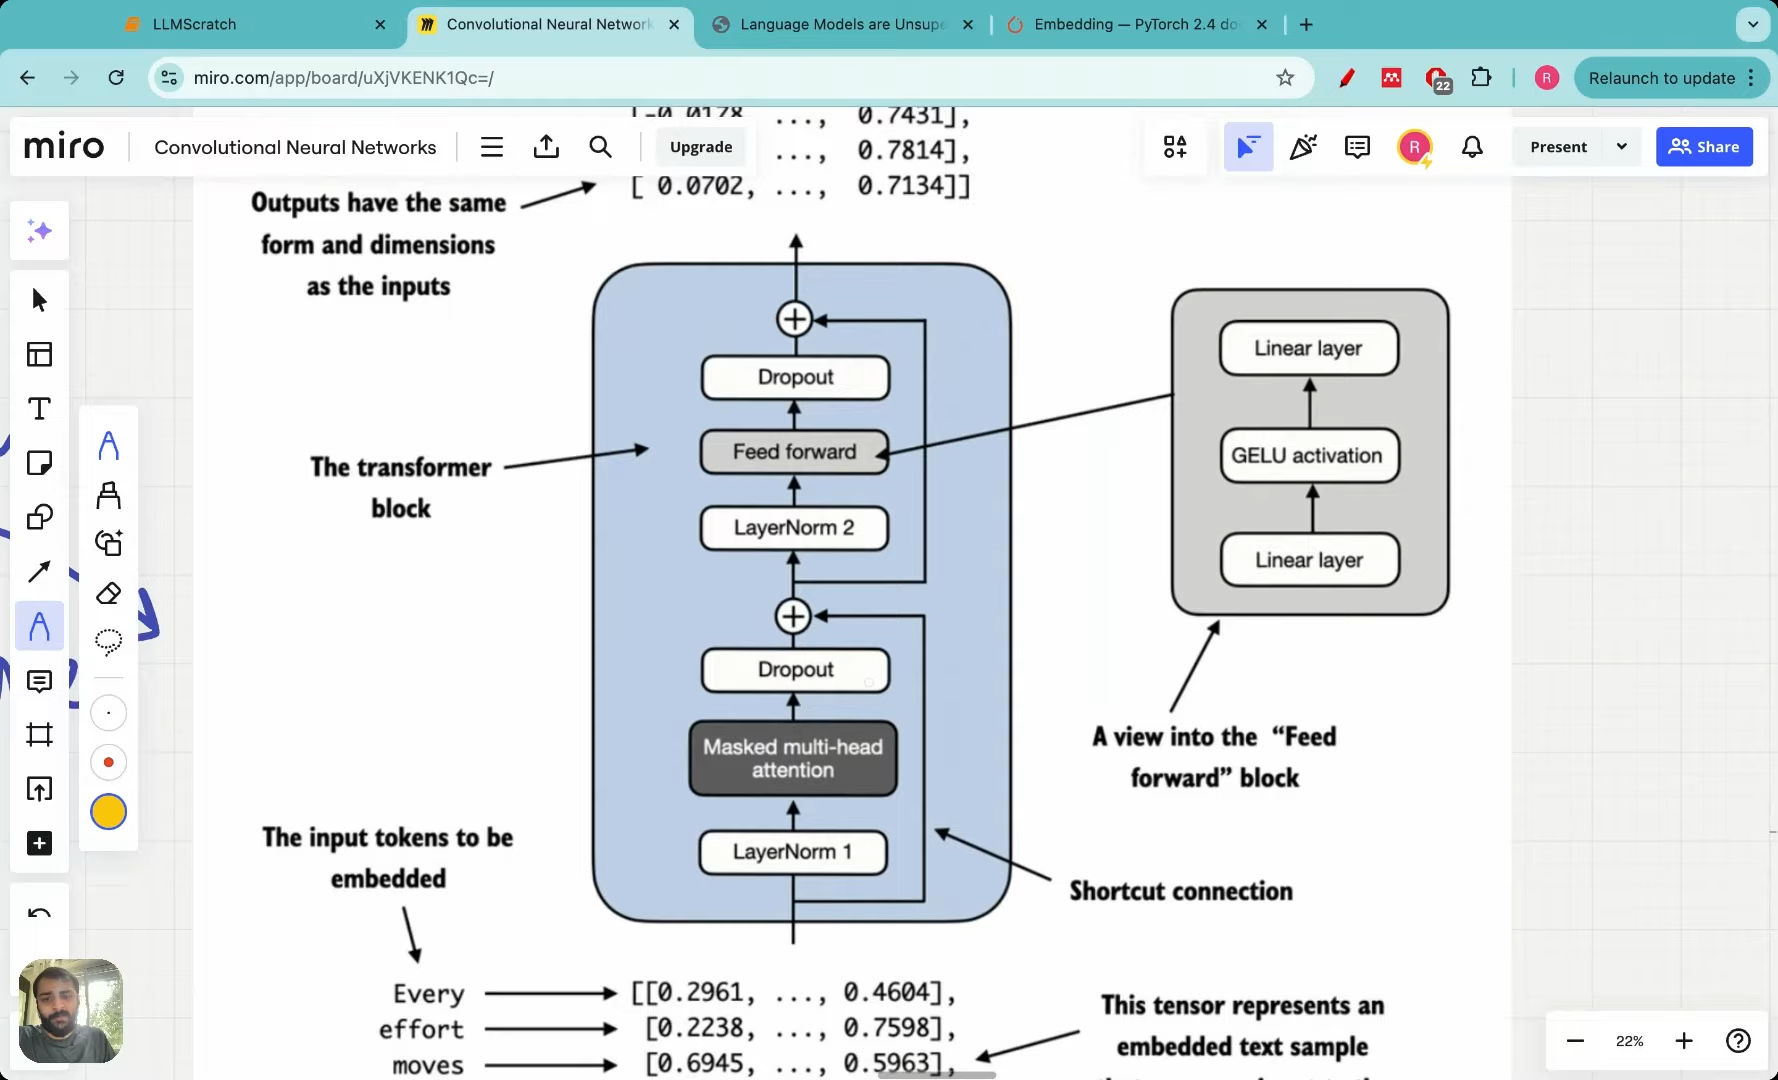 LLMScratch
Convolutional Neural Network
Language Models are Unsupe
Embedding — PyTorch 2.4 do
miro.com/app/board/uXjVKENK1Qc=/
22
R
Relaunch to update
miro
Convolutional Neural Networks
Upgrade
R
Present
Share
[-0.0178, ..., 0.7431],
..., 0.7814],
[ 0.0702, ..., 0.7134]]
Outputs have the same
form and dimensions
as the inputs
Dropout
Feed forward
LayerNorm 2
Dropout
Masked multi-head
attention
LayerNorm 1
The transformer
block
Linear layer
GELU activation
Linear layer
A view into the “Feed
forward” block
Shortcut connection
The input tokens to be
embedded
Every [[0.2961, ..., 0.4604],
effort [0.2238, ..., 0.7598],
moves [0.6945, ..., 0.5963],
This tensor represents an
embedded text sample
22%